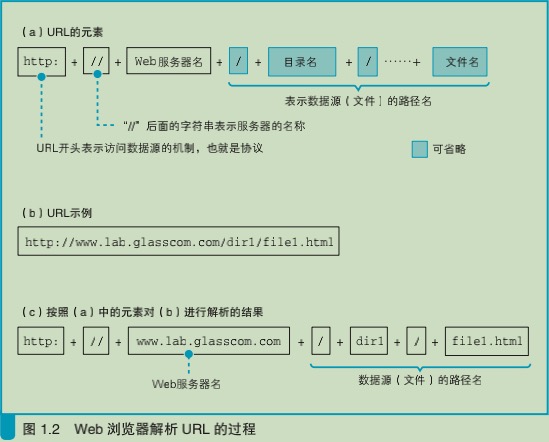 （a）URL的元素
http: + // + Web服务器名 + / + 目录名 + / ……+ 文件名
表示数据源（文件）的路径名
“//”后面的字符串表示服务器的名称
URL开头表示访问数据源的机制，也就是协议
可省略
（b）URL示例
http://www.lab.glasscom.com/dir1/file1.html
（c）按照（a）中的元素对（b）进行解析的结果
http: + // + www.lab.glasscom.com + / + dir1 + / + file1.html
Web服务器名
数据源（文件）的路径名
图 1.2 Web 浏览器解析 URL 的过程